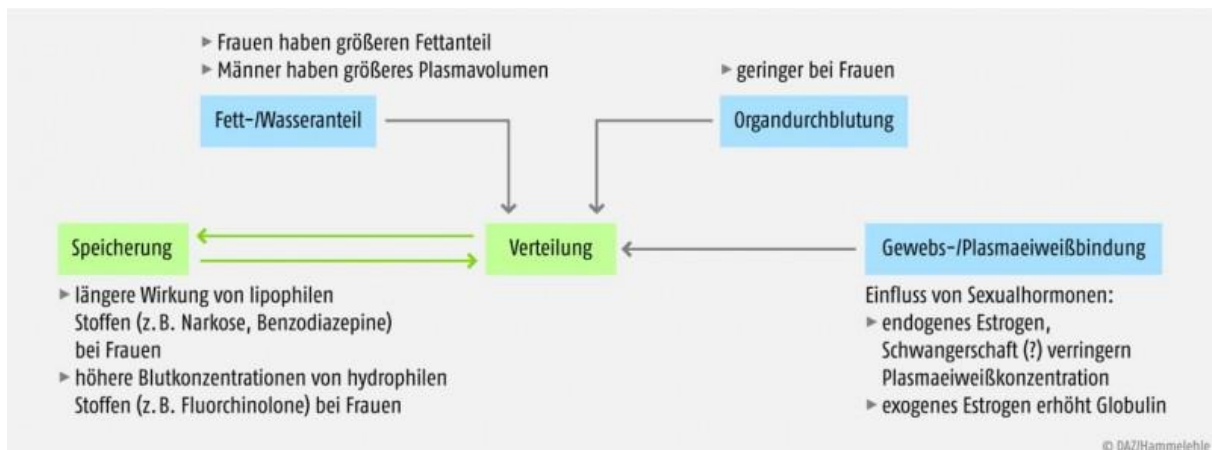 ▸ Frauen haben größeren Fettanteil
▸ Männer haben größeres Plasmavolumen
Fett-/Wasseranteil
▸ geringer bei Frauen
Organdurchblutung
Speicherung
Verteilung
Gewebs-/Plasmaeiweißbindung
▸ längere Wirkung von lipophilen
Stoffen (z. B. Narkose, Benzodiazepine)
bei Frauen
▸ höhere Blutkonzentrationen von hydrophilen
Stoffen (z. B. Fluorchinolone) bei Frauen
Einfluss von Sexualhormonen:
▸ endogenes Estrogen,
Schwangerschaft (?) verringern
Plasmaeiweißkonzentration
▸ exogenes Estrogen erhöht Globulin
© DAZ/Hammelehle